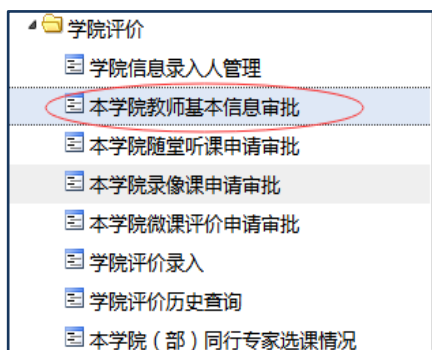 学院评价
学院信息录入人管理
本学院教师基本信息审批
本学院随堂听课申请审批
本学院录像课申请审批
本学院微课评价申请审批
学院评价录入
学院评价历史查询
本学院（部）同行专家选课情况